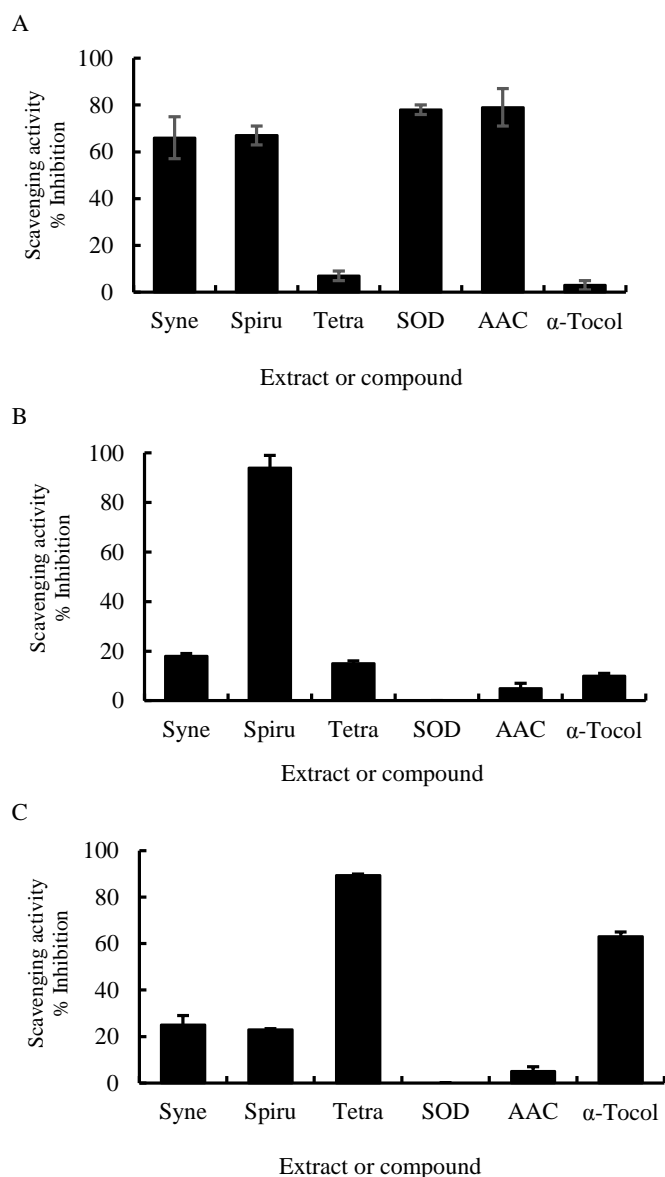 A
Scavenging activity
% Inhibition
100
80
60
40
20
0
Syne Spiru Tetra SOD AAC α-Tocol
Extract or compound
B
Scavenging activity
% Inhibition
100
80
60
40
20
0
Syne Spiru Tetra SOD AAC α-Tocol
Extract or compound
C
Scavenging activity
% Inhibition
100
80
60
40
20
0
Syne Spiru Tetra SOD AAC α-Tocol
Extract or compound